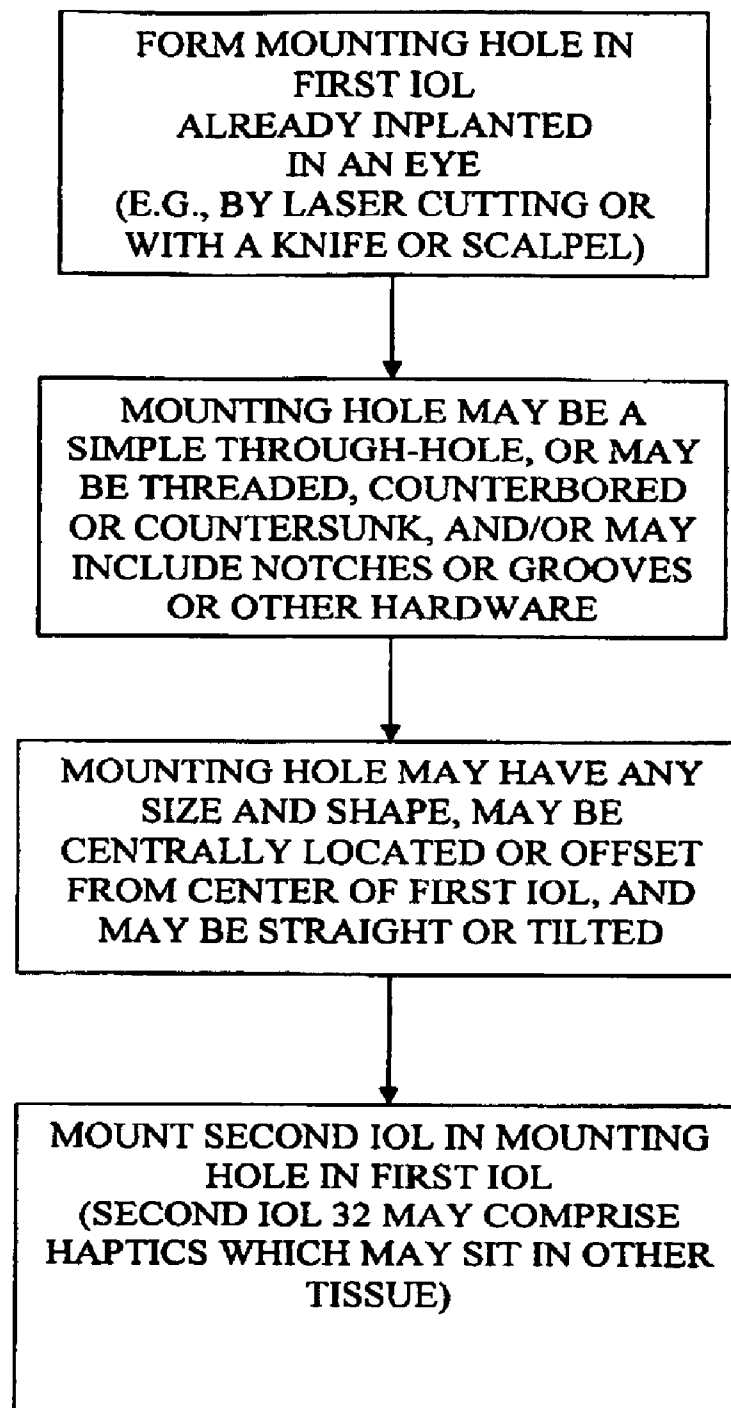 FORM MOUNTING HOLE IN
FIRST IOL
ALREADY INPLANTED
IN AN EYE
(E.G., BY LASER CUTTING OR
WITH A KNIFE OR SCALPEL)
MOUNTING HOLE MAY BE A
SIMPLE THROUGH-HOLE, OR MAY
BE THREADED, COUNTERBORED
OR COUNTERSUNK, AND/OR MAY
INCLUDE NOTCHES OR GROOVES
OR OTHER HARDWARE
MOUNTING HOLE MAY HAVE ANY
SIZE AND SHAPE, MAY BE
CENTRALLY LOCATED OR OFFSET
FROM CENTER OF FIRST IOL, AND
MAY BE STRAIGHT OR TILTED
MOUNT SECOND IOL IN MOUNTING
HOLE IN FIRST IOL
(SECOND IOL 32 MAY COMPRISE
HAPTICS WHICH MAY SIT IN OTHER
TISSUE)